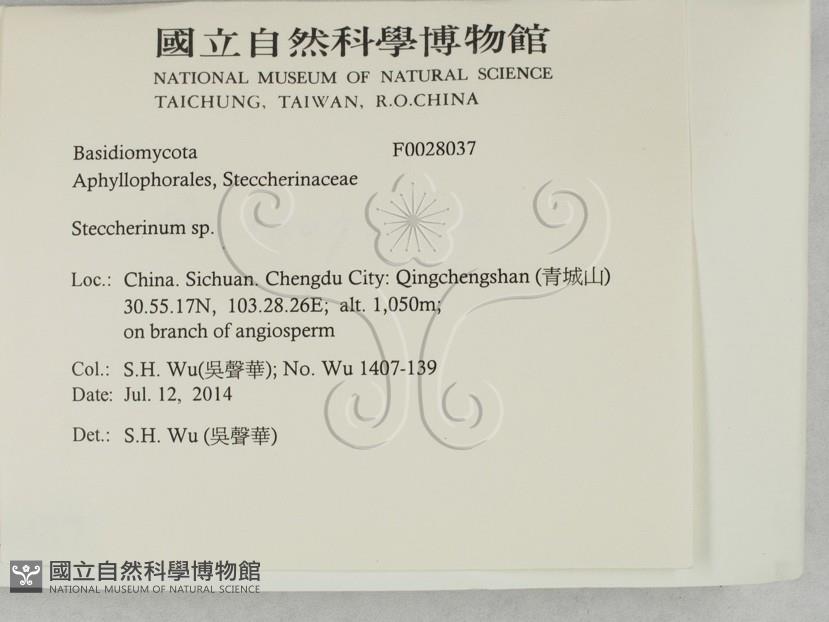 國立自然科學博物館
NATIONAL MUSEUM OF NATURAL SCIENCE
TAICHUNG, TAIWAN, R.O.CHINA
Basidiomycota F0028037
Aphyllophorales, Steccherinaceae
Steccherinum sp.
Loc.: China. Sichuan. Chengdu City: Qingchengshan (青城山)
30.55.17N, 103.28.26E; alt. 1,050m;
on branch of angiosperm
Col.: S.H. Wu(吳聲華); No. Wu 1407-139
Date: Jul. 12, 2014
Det.: S.H. Wu (吳聲華)
國立自然科學博物館
NATIONAL MUSEUM OF NATURAL SCIENCE